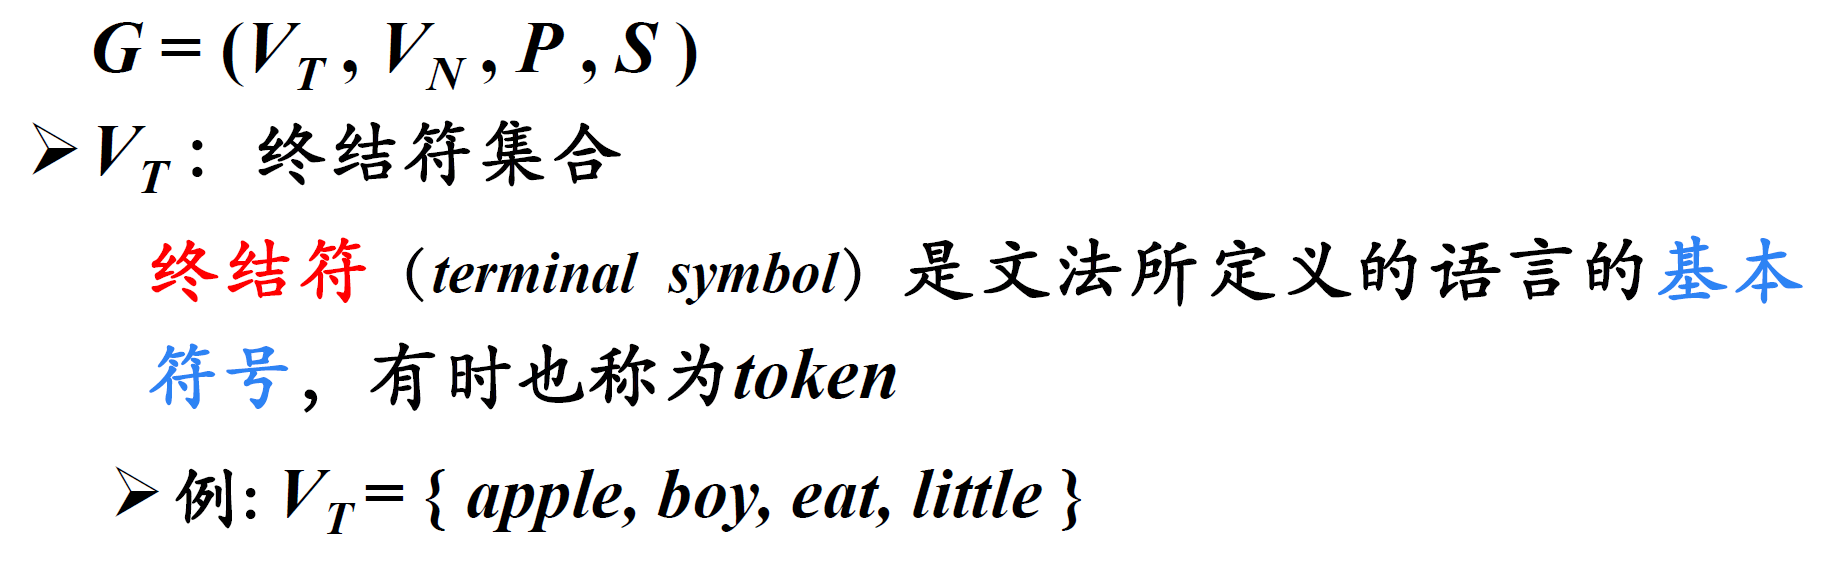 G = (V_T , V_N , P , S )
➢ V_T : 终结符集合
终结符（terminal symbol）是文法所定义的语言的基本
符号，有时也称为token
➢ 例: V_T = { apple, boy, eat, little }